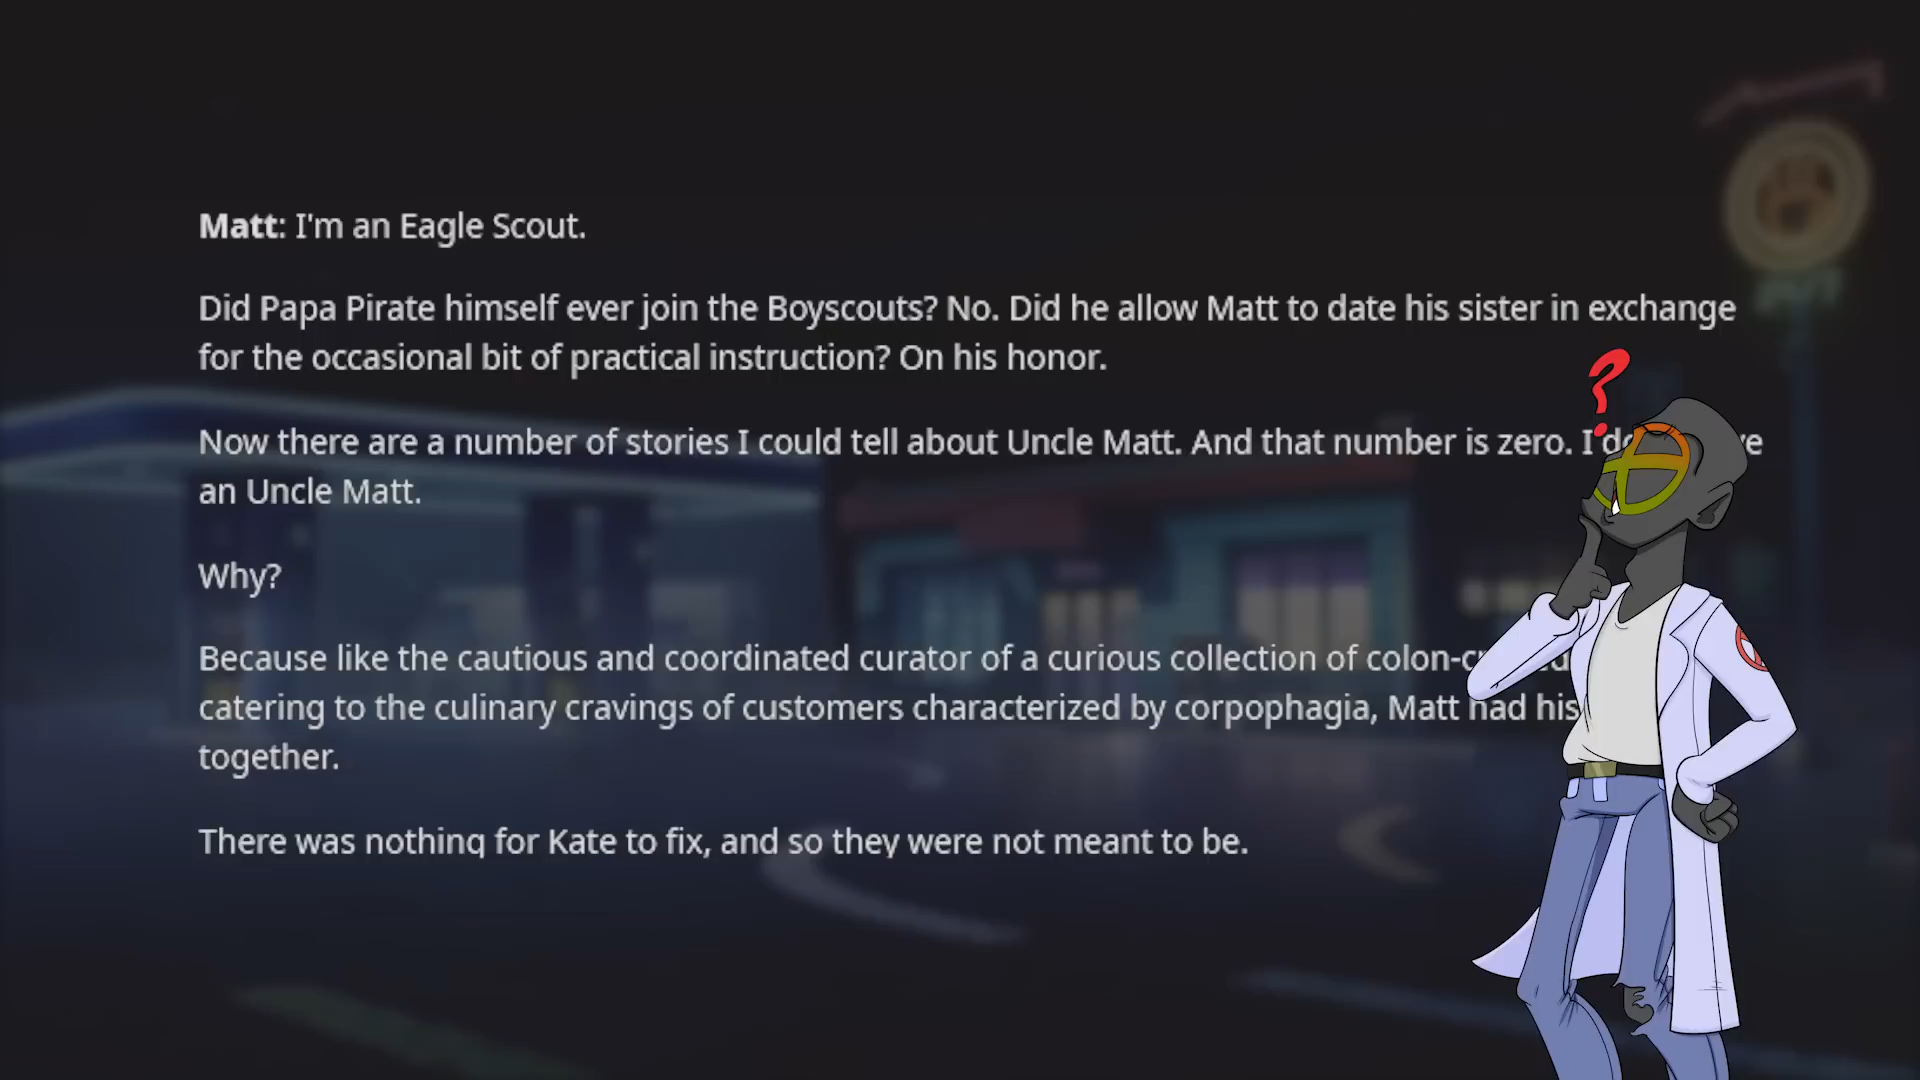 Matt: I'm an Eagle Scout.
Did Papa Pirate himself ever join the Boyscouts? No. Did he allow Matt to date his sister in exchange
for the occasional bit of practical instruction? On his honor.
Now there are a number of stories I could tell about Uncle Matt. And that number is zero. I
an Uncle Matt.
Why?
Because like the cautious and coordinated curator of a curious collection of
catering to the culinary cravings of customers characterized by corpophagia, Matt had his
together.
There was nothing for Kate to fix, and so they were not meant to be.
?